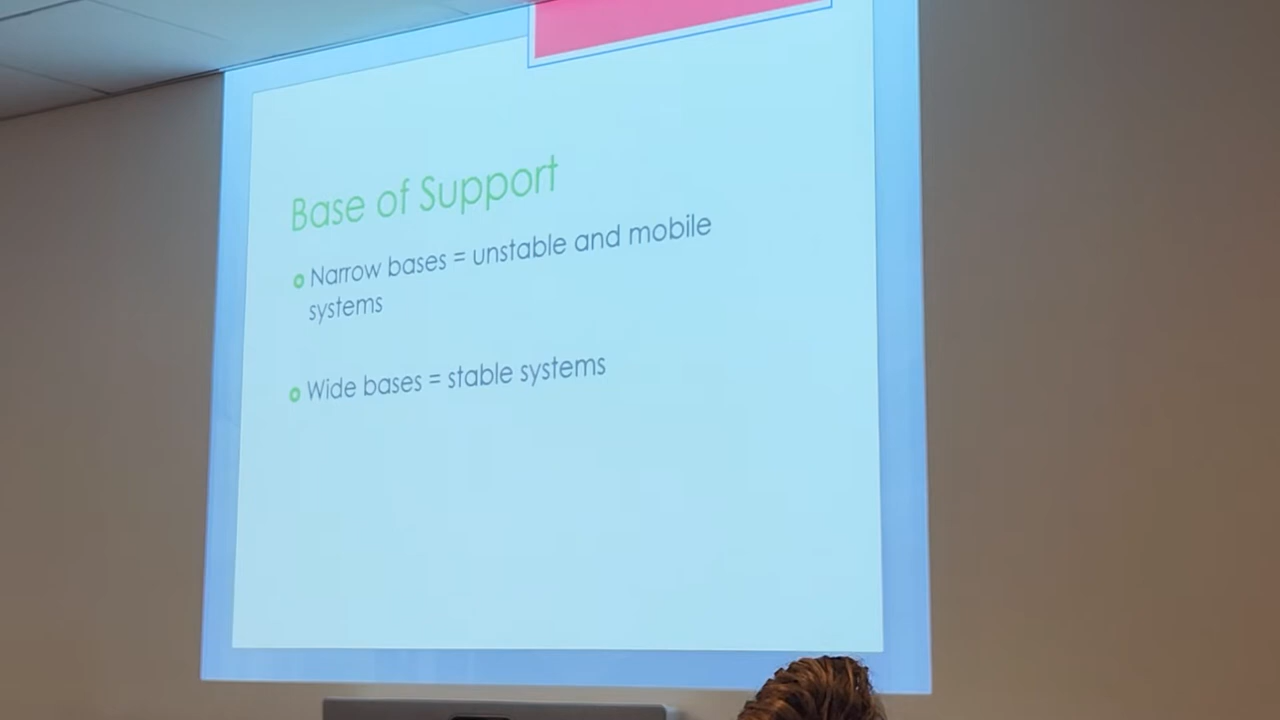 Base of Support
Narrow bases = unstable and mobile
systems
Wide bases = stable systems